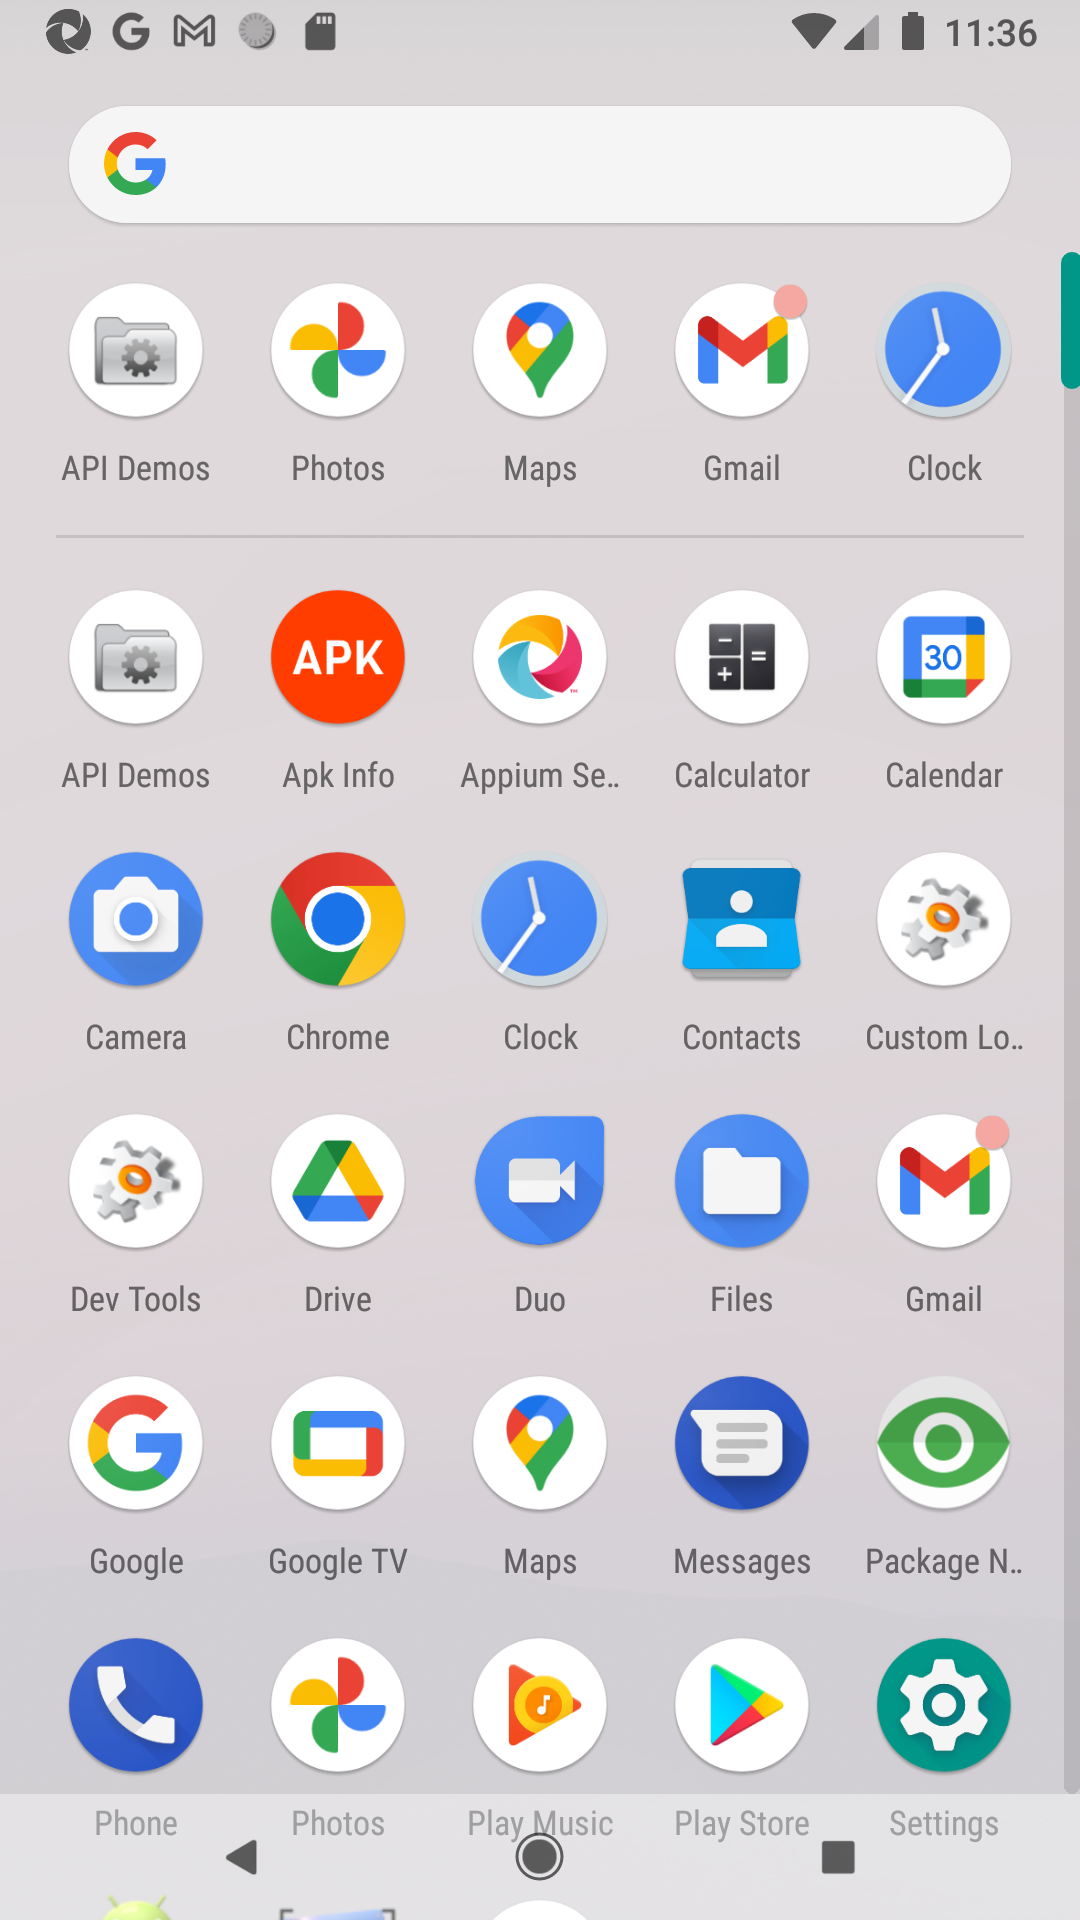 11:36
API Demos
Photos
Maps
Gmail
Clock
APK
30
API Demos
Apk Info
Appium Se..
Calculator
Calendar
Camera
Chrome
Clock
Contacts
Custom Lo..
Dev Tools
Drive
Duo
Files
Gmail
Google
Google TV
Maps
Messages
Package N..
Phone
Photos
Play Music
Play Store
Settings